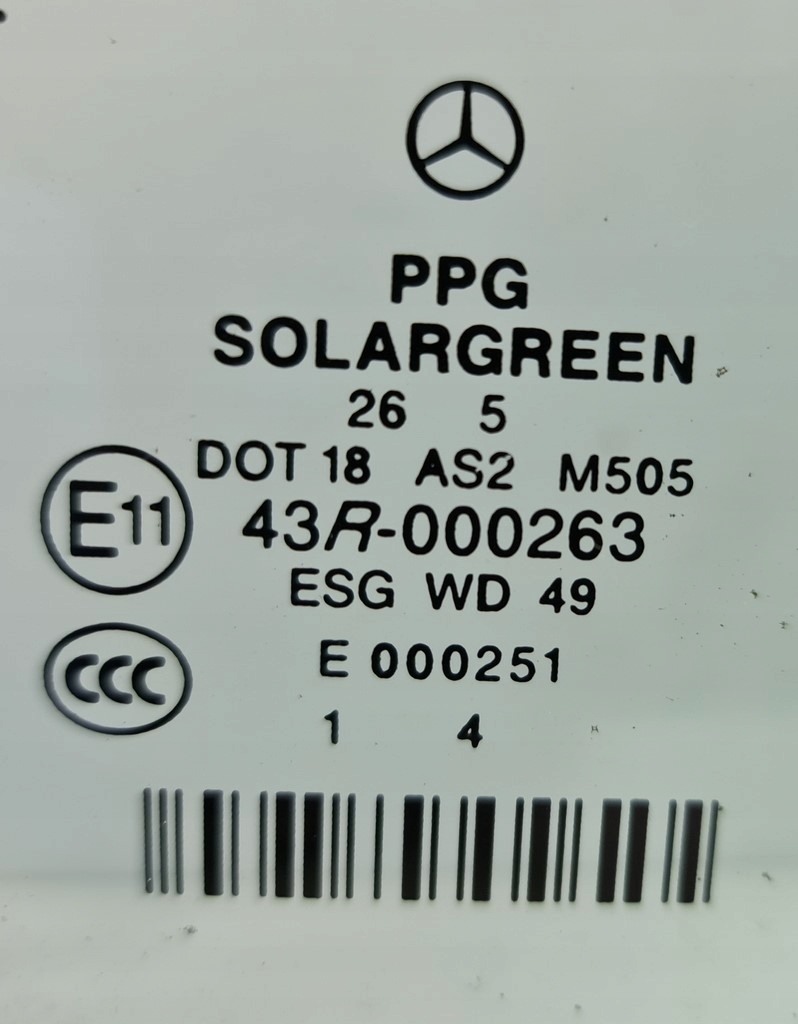 PPG
SOLARGREEN
26 5
DOT 18 AS2 M505
E11 43R-000263
ESG WD 49
CCC E 000251
1 4